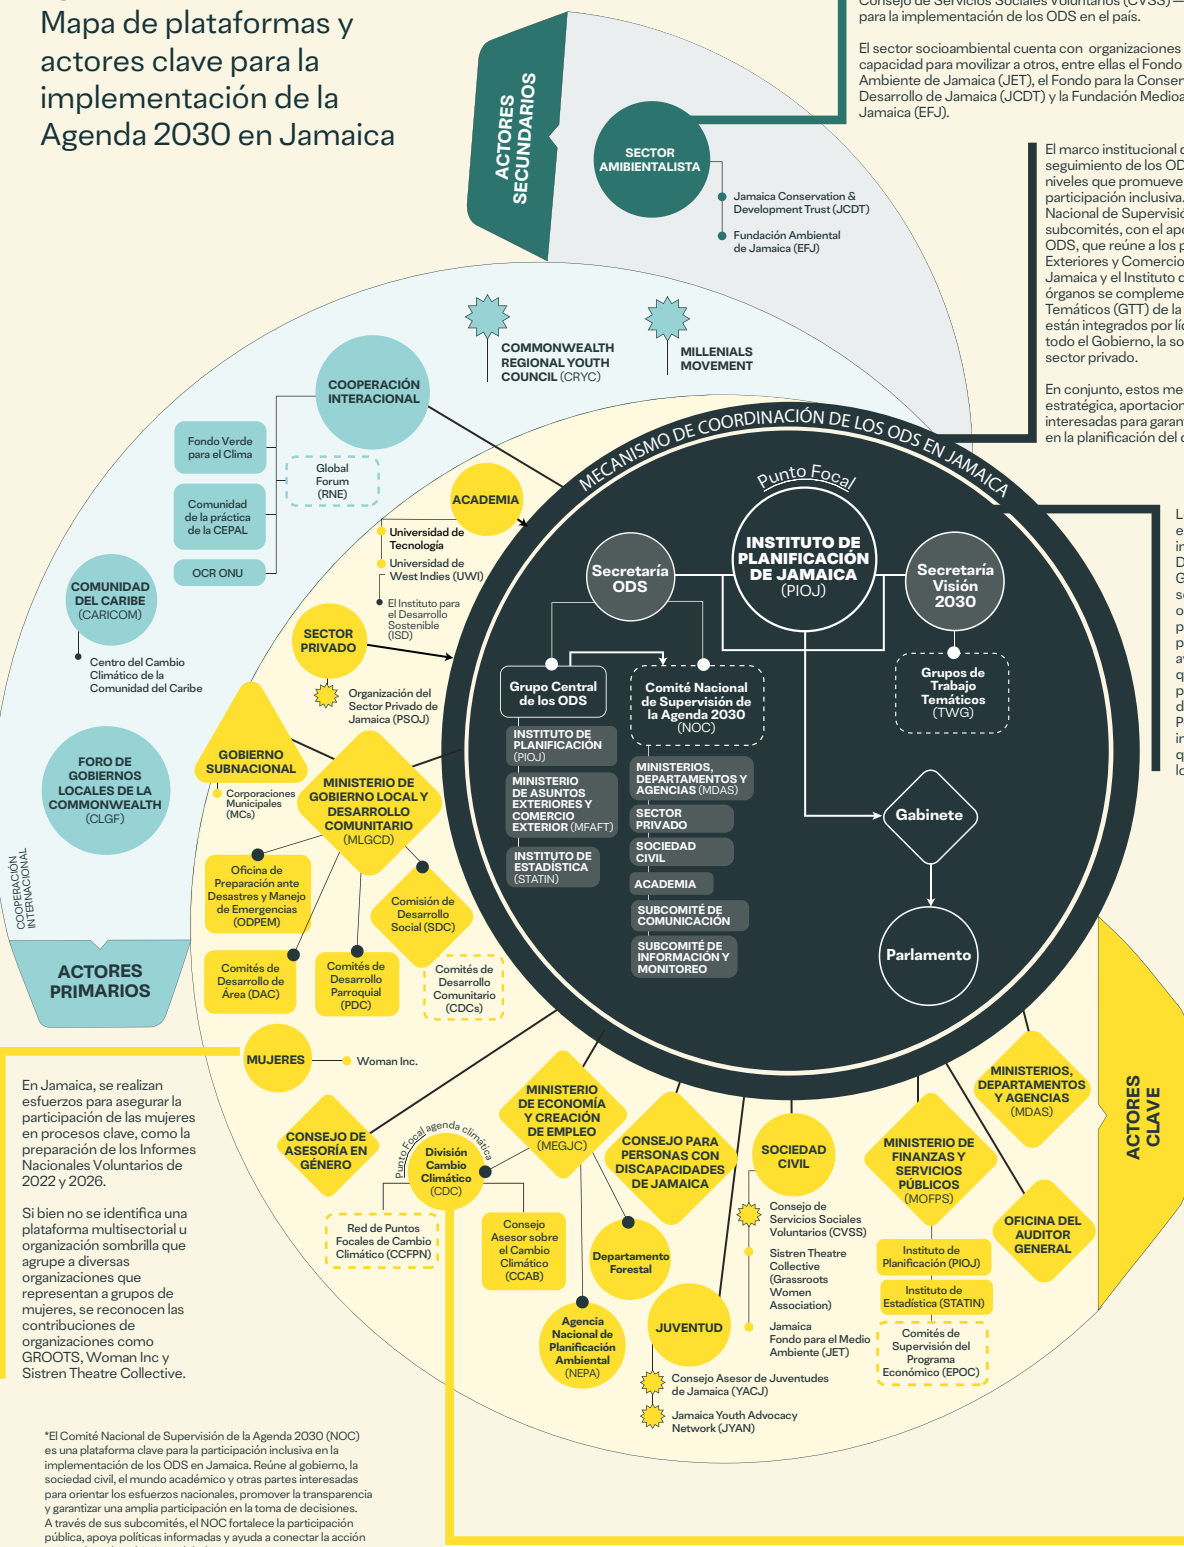 Mapa de plataformas y
actores clave para la
implementación de la
Agenda 2030 en Jamaica
Consejo de Servicios Sociales Voluntarios (CVSS) —
para la implementación de los ODS en el país.
El sector socioambiental cuenta con organizaciones
capacidad para movilizar a otros, entre ellas el Fondo
Ambiente de Jamaica (JET), el Fondo para la
Desarrollo de Jamaica (JCDT) y la Fundación
Jamaica (EFJ).
El marco institucional
seguimiento de los
niveles que promueve
participación inclusiva.
Nacional de
subcomités, con el
ODS, que reúne a los
Exteriores y Comercio
Jamaica y el Instituto
órganos se
Temáticos (GTT) de la
están integrados por
todo el Gobierno, la
sector privado.
En conjunto, estos
estratégica,
interesadas para
en la planificación del
ACTORES
SECUNDARIOS
SECTOR
AMIBIENTALISTA
Jamaica Conservation &
Development Trust (JCDT)
Fundación Ambiental
de Jamaica (EFJ)
COMMONWEALTH
REGIONAL YOUTH
COUNCIL (CRYC)
MILLENIALS
MOVEMENT
COOPERACIÓN
INTERACIONAL
Fondo Verde
para el Clima
Global
Forum
(RNE)
Comunidad
de la práctica
de la CEPAL
OCR ONU
COMUNIDAD
DEL CARIBE
(CARICOM)
Centro del Cambio
Climático de la
Comunidad del Caribe
FORO DE
GOBIERNOS
LOCALES DE LA
COMMONWEALTH
(CLGF)
COOPERACIÓN
INTERNACIONAL
ACTORES
PRIMARIOS
ACADEMIA
Universidad de
Tecnología
Universidad de
West Indies (UWI)
El Instituto para
el Desarrollo
Sostenible
(ISD)
SECTOR
PRIVADO
Organización del
Sector Privado de
Jamaica (PSOJ)
GOBIERNO
SUBNACIONAL
Corporaciones
Municipales
(MCs)
MINISTERIO DE
GOBIERNO LOCAL Y
DESARROLLO
COMUNITARIO
(MLGCD)
Oficina de
Preparación ante
Desastres y Manejo
de Emergencias
(ODPEM)
Comisión de
Desarrollo
Social (SDC)
Comités de
Desarrollo de
Área (DAC)
Comités de
Desarrollo
Parroquial
(PDC)
Comités de
Desarrollo
Comunitario
(CDCs)
MECANISMO DE COORDINACIÓN DE LOS ODS EN JAMAICA
Punto Focal
INSTITUTO DE
PLANIFICACIÓN
DE JAMAICA
(PIOJ)
Secretaría
ODS
Secretaría
Visión
2030
Grupo Central
de los ODS
Comité Nacional
de Supervisión de
la Agenda 2030
(NOC)
Grupos de
Trabajo
Temáticos
(TWG)
INSTITUTO DE
PLANIFICACIÓN
(PIOJ)
MINISTERIO
DE ASUNTOS
EXTERIORES Y
COMERCIO
EXTERIOR (MFAFT)
INSTITUTO DE
ESTADÍSTICA
(STATIN)
MINISTERIOS,
DEPARTAMENTOS Y
AGENCIAS (MDAS)
SECTOR
PRIVADO
SOCIEDAD
CIVIL
ACADEMIA
SUBCOMITÉ DE
COMUNICACIÓN
SUBCOMITÉ DE
INFORMACIÓN Y
MONITOREO
Gabinete
Parlamento
MUJERES
Woman Inc.
En Jamaica, se realizan
esfuerzos para asegurar la
participación de las mujeres
en procesos clave, como la
preparación de los Informes
Nacionales Voluntarios de
2022 y 2026.
Si bien no se identifica una
plataforma multisectorial u
organización sombrilla que
agrupe a diversas
organizaciones que
representan a grupos de
mujeres, se reconocen las
contribuciones de
organizaciones como
GROOTS, Woman Inc y
Sistren Theatre Collective.
CONSEJO DE
ASESORÍA EN
GÉNERO
Punto Focal agenda climática
División
Cambio
Climático
(CDC)
Red de Puntos
Focales de Cambio
Climático (CCFPN)
Consejo
Asesor sobre
el Cambio
Climático
(CCAB)
MINISTERIO
DE ECONOMÍA
Y CREACIÓN
DE EMPLEO
(MEGJC)
Departamento
Forestal
Agencia
Nacional de
Planificación
Ambiental
(NEPA)
CONSEJO PARA
PERSONAS CON
DISCAPACIDADES
DE JAMAICA
JUVENTUD
Consejo Asesor de Juventudes
de Jamaica (YACJ)
Jamaica Youth Advocacy
Network (JYAN)
SOCIEDAD
CIVIL
Consejo de
Servicios Sociales
Voluntarios (CVSS)
Sistren Theatre
Collective
(Grassroots
Women
Association)
Jamaica
Fondo para el Medio
Ambiente (JET)
MINISTERIO DE
FINANZAS Y
SERVICIOS
PÚBLICOS
(MOFPS)
Instituto de
Planificación (PIOJ)
Instituto de
Estadística (STATIN)
Comités de
Supervisión del
Programa
Económico (EPOC)
MINISTERIOS,
DEPARTAMENTOS
Y AGENCIAS
(MDAS)
OFICINA DEL
AUDITOR
GENERAL
ACTORES
CLAVE
*El Comité Nacional de Supervisión de la Agenda 2030 (NOC)
es una plataforma clave para la participación inclusiva en la
implementación de los ODS en Jamaica. Reúne al gobierno, la
sociedad civil, el mundo académico y otras partes interesadas
para orientar los esfuerzos nacionales, promover la transparencia
y garantizar una amplia participación en la toma de decisiones.
A través de sus subcomités, el NOC fortalece la participación
pública, apoya políticas informadas y ayuda a conectar la acción